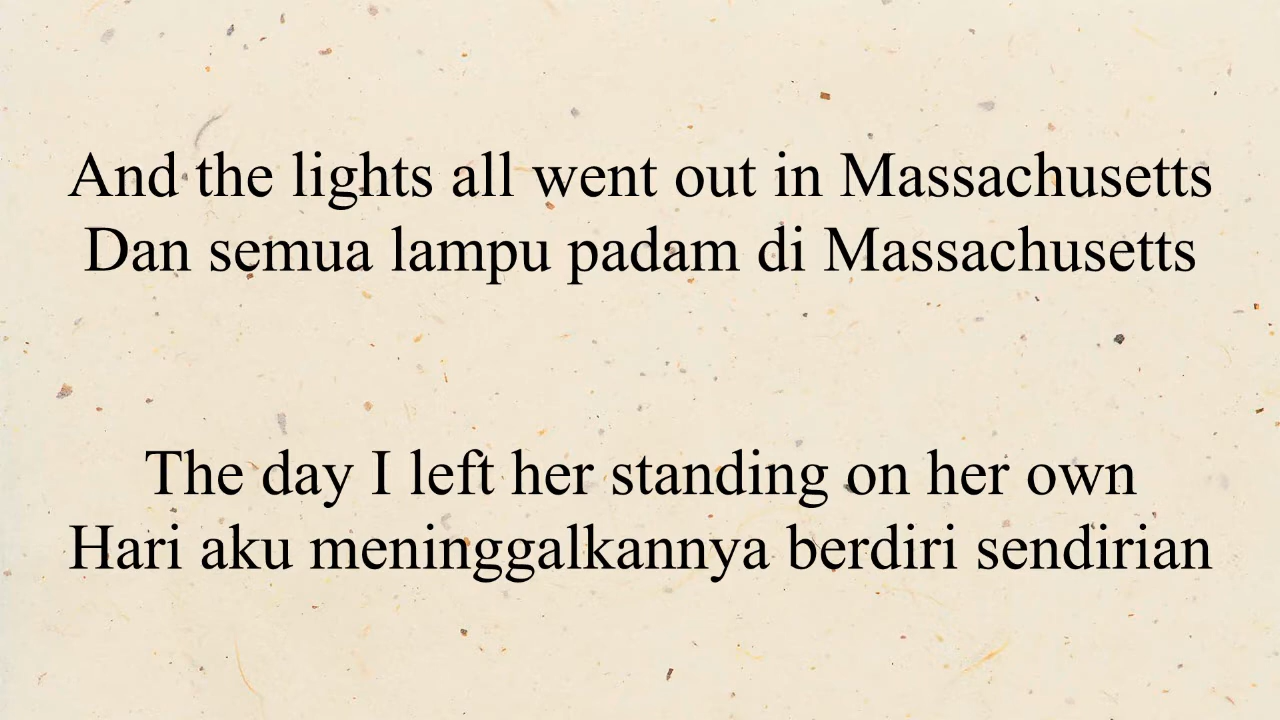 And the lights all went out in Massachusetts
Dan semua lampu padam di Massachusetts
The day I left her standing on her own
Hari aku meninggalkannya berdiri sendirian